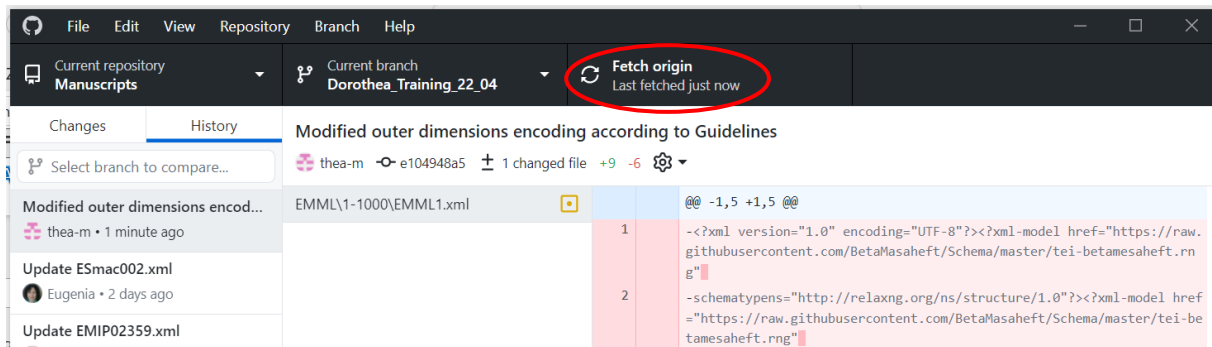 File Edit View Repository Branch Help
Current repository
Manuscripts
Current branch
Dorothea_Training_22_04
Fetch origin
Last fetched just now
Changes History
Select branch to compare...
Modified outer dimensions encod...
thea-m • 1 minute ago
Update ESmac002.xml
Eugenia • 2 days ago
Update EMIP02359.xml
Modified outer dimensions encoding according to Guidelines
thea-m e104948a5 ± 1 changed file +9 -6
EMML\1-1000\EMML1.xml
@@ -1,5 +1,5 @@
1 -<?xml version="1.0" encoding="UTF-8"?><?xml-model href="https://raw.
githubusercontent.com/BetaMasaheft/Schema/master/tei-betamesaheft.rn
g"
2 -schematypens="http://relaxng.org/ns/structure/1.0"?><?xml-model href
="https://raw.githubusercontent.com/BetaMasaheft/Schema/master/tei-be
tamesaheft.rng"